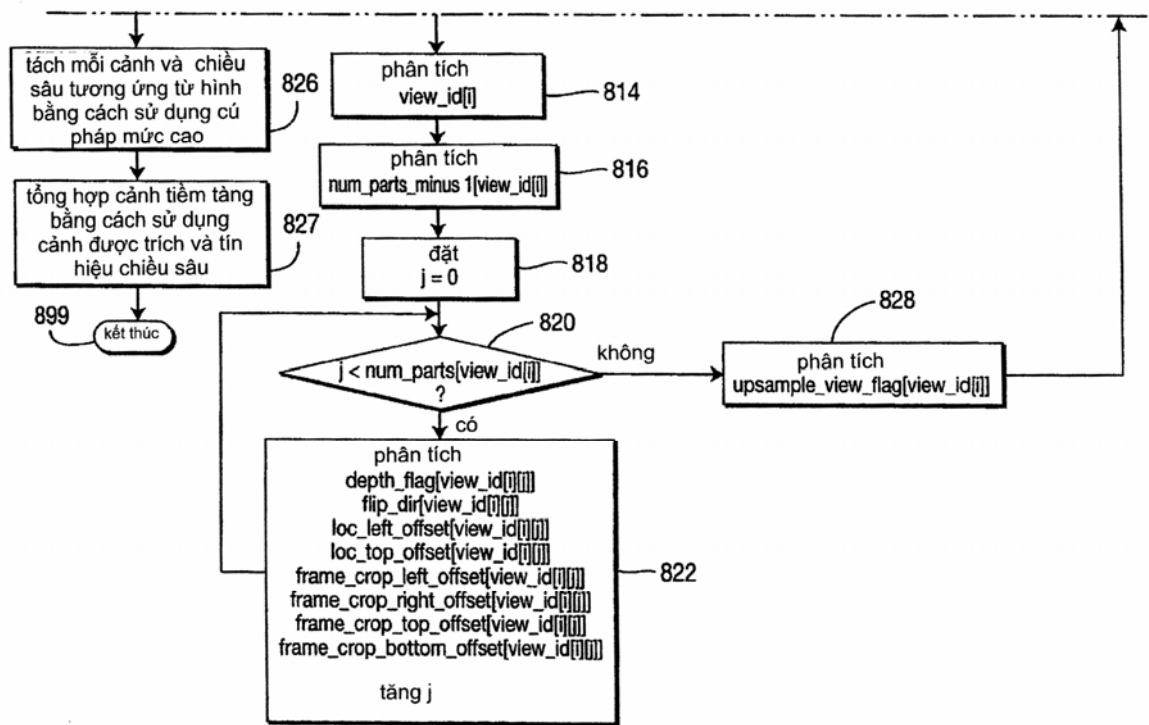 tách mỗi cảnh và chiều
sâu tương ứng từ hình
bằng cách sử dụng cú
pháp mức cao
826
tổng hợp cảnh tiềm tàng
bằng cách sử dụng
cảnh được trích và tín
hiệu chiều sâu
827
899
kết thúc
phân tích
view_id[i]
814
phân tích
num_parts_minus 1[view_id[i]]
816
đặt
j = 0
818
820
j < num_parts[view_id[i]]
?
không
có
828
phân tích
upsample_view_flag[view_id[i]]
phân tích
depth_flag[view_id[i][j]]
flip_dir[view_id[i][j]]
loc_left_offset[view_id[i][j]]
loc_top_offset[view_id[i][j]]
frame_crop_left_offset[view_id[i][j]]
frame_crop_right_offset[view_id[i][j]]
frame_crop_top_offset[view_id[i][j]]
frame_crop_bottom_offset[view_id[i][j]]
tăng j
822